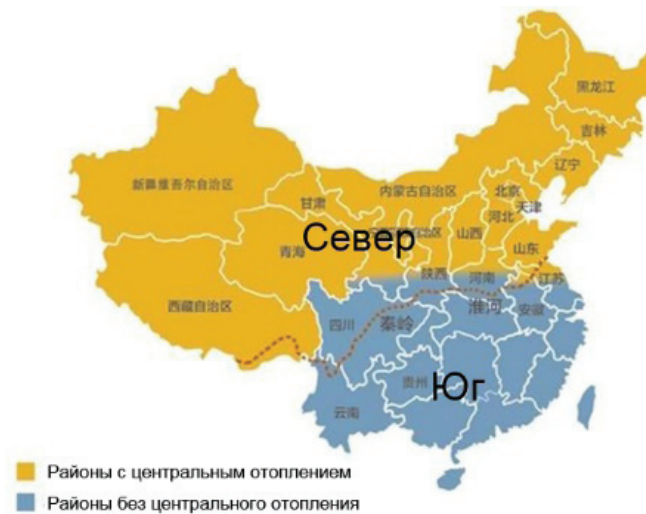 黑龙江
吉林
辽宁
新疆维吾尔自治区
内蒙古自治区
北京
天津
甘肃
河北
山西
山东
青海
Север
陕西
河南
江苏
西藏自治区
四川
秦岭
淮河
安徽
贵州
Юг
云南
Районы с центральным отоплением
Районы без центрального отопления